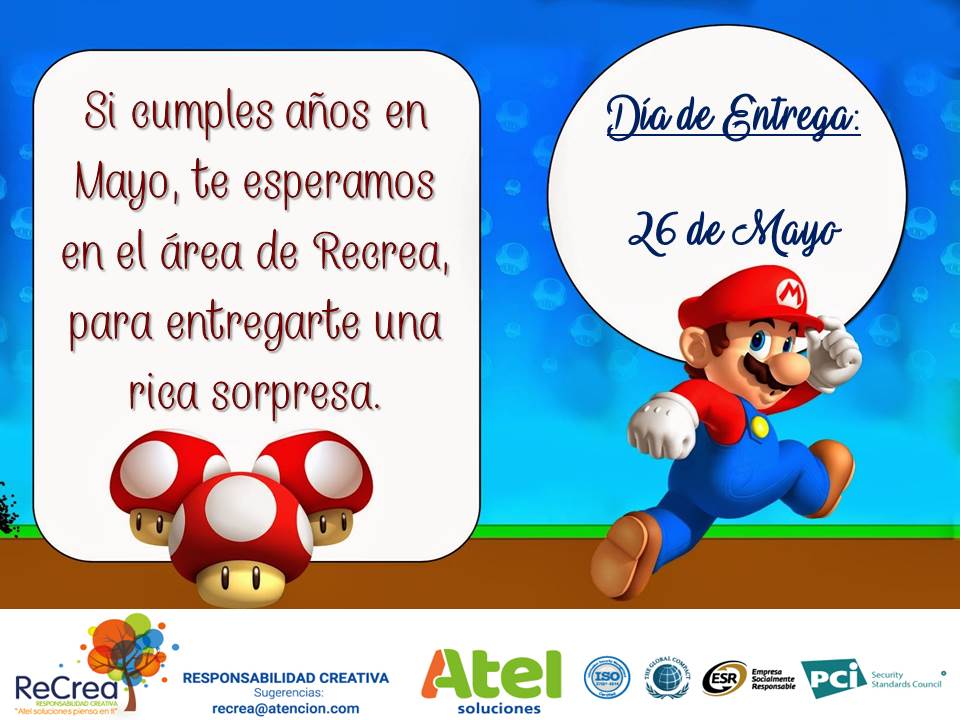 Si cumples años en
Mayo, te esperamos
en el área de Recrea,
para entregarte una
rica sorpresa.
Día de Entrega:
26 de Mayo
M
ReCrea
RESPONSABILIDAD CREATIVA
"Atel soluciones piensa en ti"
RESPONSABILIDAD CREATIVA
Sugerencias:
recrea@atencion.com
Atel
soluciones
ISO
THE GLOBAL COMPACT
ESR
Empresa
Socialmente
Responsable
PCI
Security
Standards Council